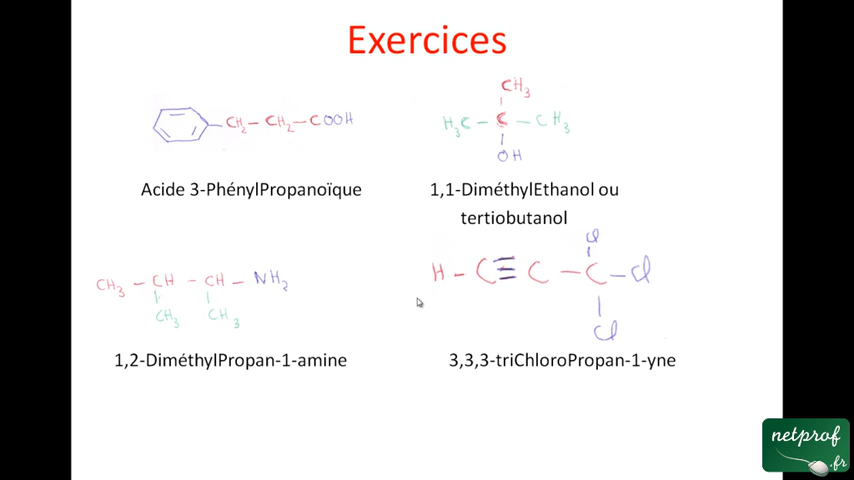 Exercices
CH2 – CH2 – COOH
Acide 3-PhénylPropanoïque
CH3
H3C – C – CH3
OH
1,1-DiméthylEthanol ou
tertiobutanol
CH3 – CH – CH – NH2
CH3 CH3
1,2-DiméthylPropan-1-amine
Cl
H – C ≡ C – C – Cl
Cl
3,3,3-triChloroPropan-1-yne
netprof
.fr